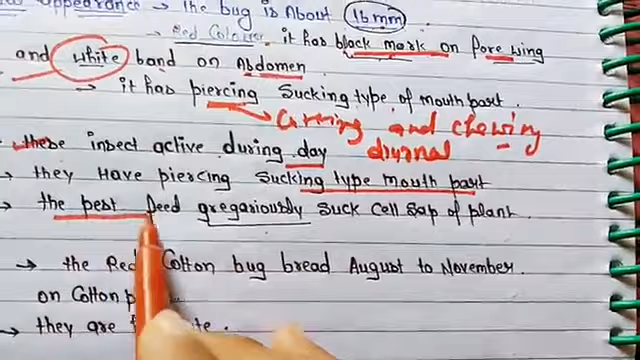 appearance → the bug is About 16mm
→ Red Colour. it has black mark on fore wing
and white band on Abdomen
→ it has piercing sucking type of mouth part.
Cutting and chewing
these insect active during day diurnal
→ they Have piercing Sucking type mouth part
→ the pest feed gregariously suck cell sap of plant
→ the Red Cotton bug bread August to November
on Cotton
→ they are